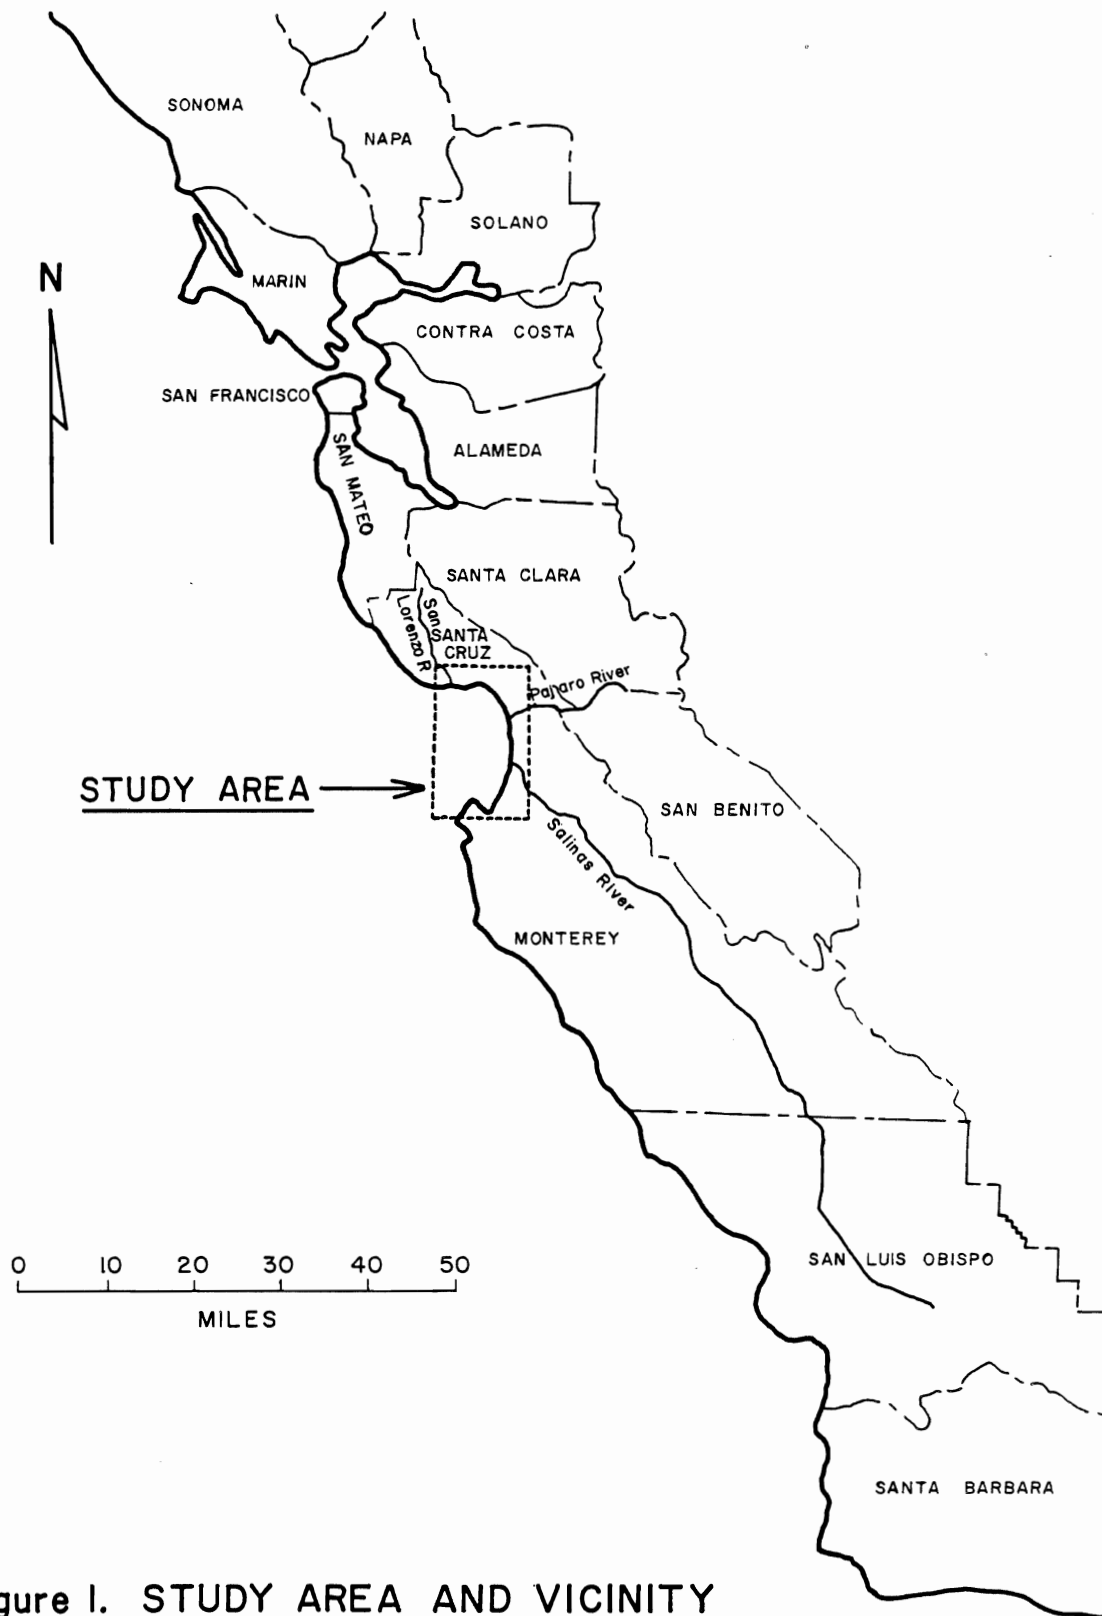 SONOMA
NAPA
SOLANO
N
MARIN
CONTRA COSTA
SAN FRANCISCO
SAN MATEO
ALAMEDA
SANTA CLARA
San
Lorenzo R
SANTA
CRUZ
Pajaro River
STUDY AREA
SAN BENITO
Salinas River
MONTEREY
0 10 20 30 40 50
MILES
SAN LUIS OBISPO
SANTA BARBARA
gure 1. STUDY AREA AND VICINITY